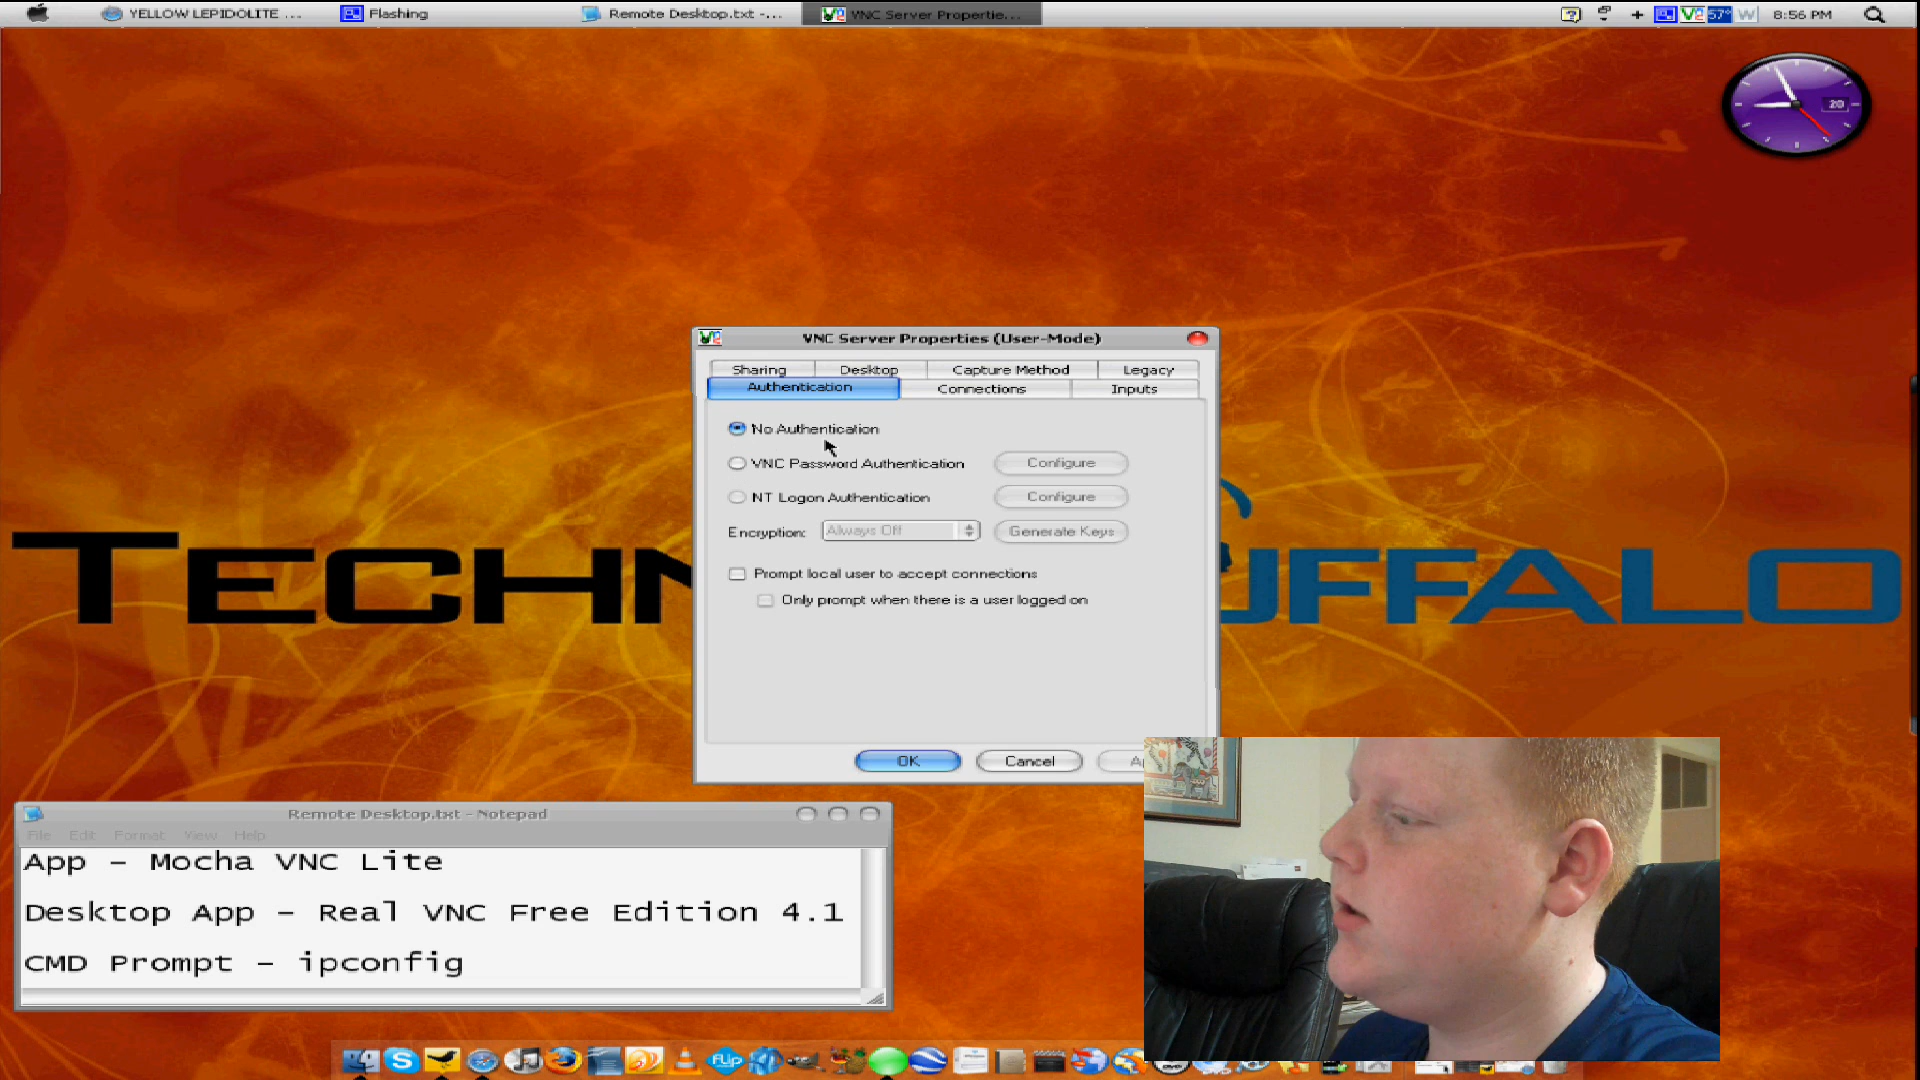 YELLOW LEPIDOLITE ...
Flashing
Remote Desktop.txt -...
VNC Server Propertie...
57°
8:56 PM
20
VNC Server Properties (User-Mode)
Sharing
Desktop
Capture Method
Legacy
Authentication
Connections
Inputs
No Authentication
VNC Password Authentication
Configure
NT Logon Authentication
Configure
Encryption:
Always Off
Generate Keys
Prompt local user to accept connections
Only prompt when there is a user logged on
OK
Cancel
TECHN
UFFALO
Remote Desktop.txt - Notepad
File Edit Format View Help
App - Mocha VNC Lite
Desktop App - Real VNC Free Edition 4.1
CMD Prompt - ipconfig
FLIP